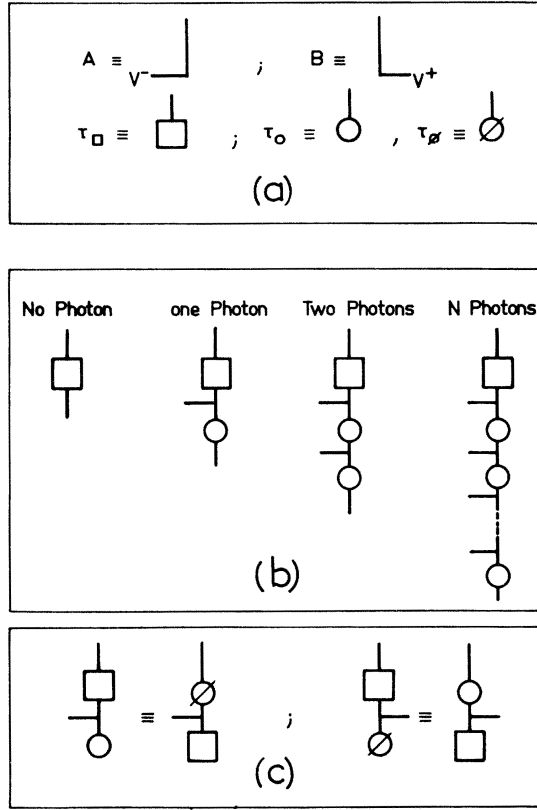 A ≡ V⁻ ; B ≡ V⁺
τ□ ≡ ; τ○ ≡ , τ∅ ≡
(a)
No Photon one Photon Two Photons N Photons
(b)
≡ ; ≡
(c)